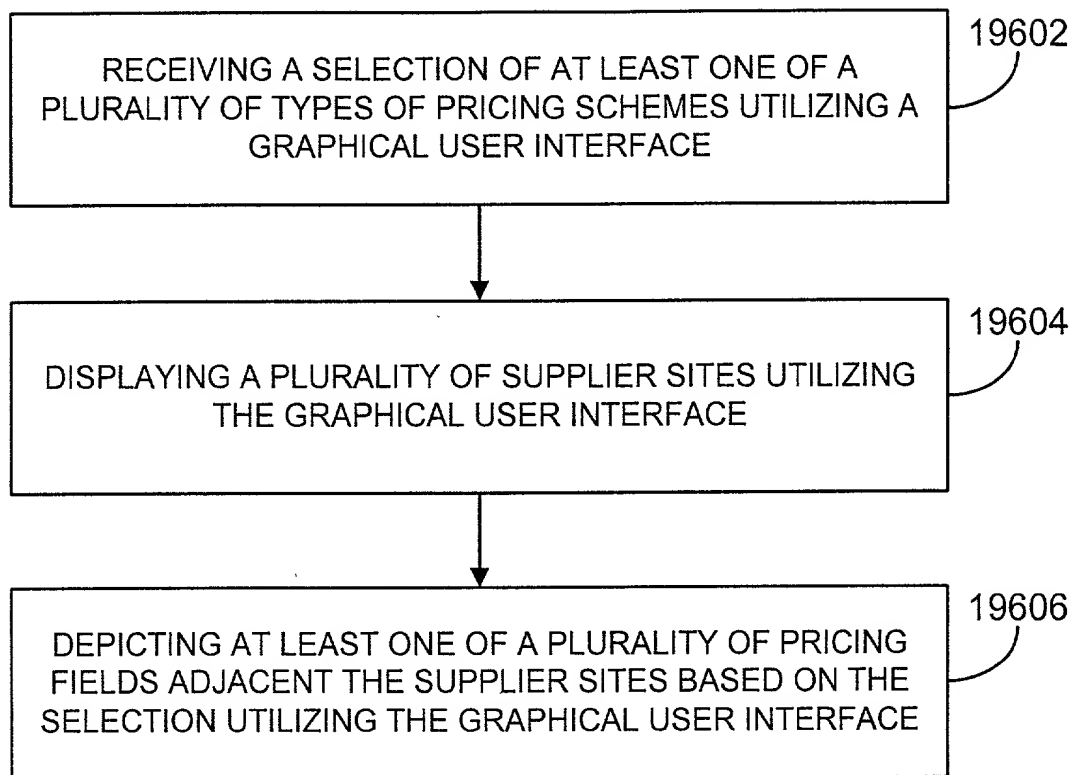 19602
RECEIVING A SELECTION OF AT LEAST ONE OF A
PLURALITY OF TYPES OF PRICING SCHEMES UTILIZING A
GRAPHICAL USER INTERFACE
19604
DISPLAYING A PLURALITY OF SUPPLIER SITES UTILIZING
THE GRAPHICAL USER INTERFACE
19606
DEPICTING AT LEAST ONE OF A PLURALITY OF PRICING
FIELDS ADJACENT THE SUPPLIER SITES BASED ON THE
SELECTION UTILIZING THE GRAPHICAL USER INTERFACE